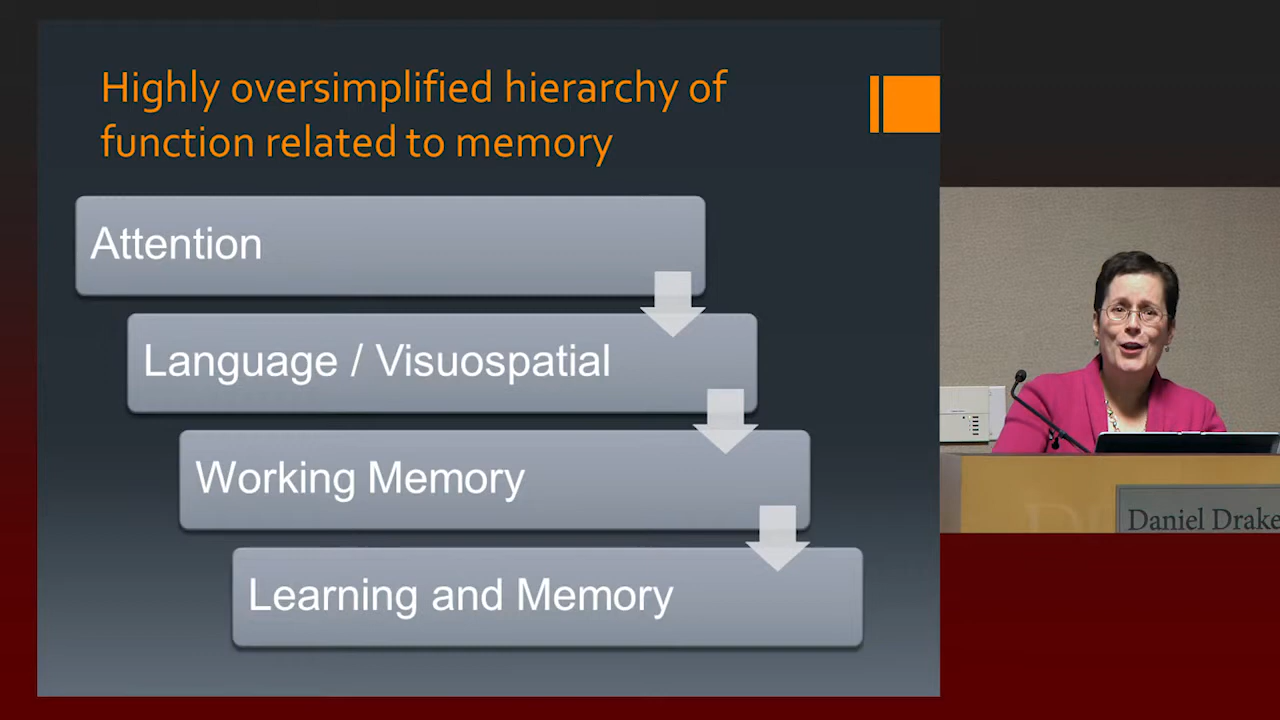 Highly oversimplified hierarchy of
function related to memory
Attention
Language / Visuospatial
Working Memory
Learning and Memory
Daniel Drake